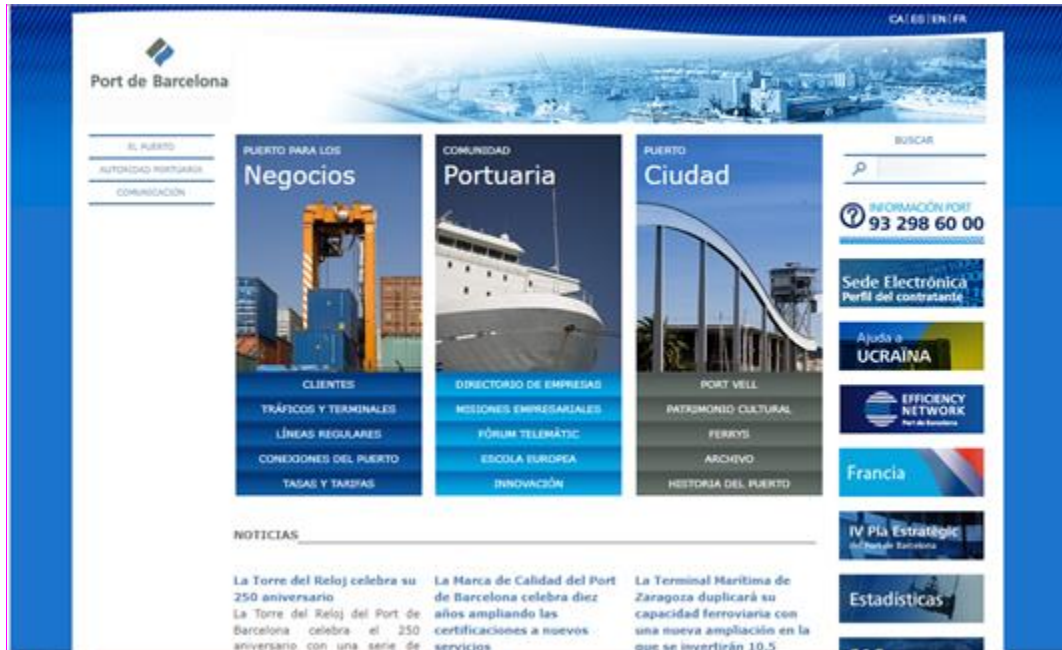 CA| ES |EN| FR
Port de Barcelona
EL PUERTO
AUTORIDAD PORTUARIA
COMUNICACIÓN
PUERTO PARA LOS
Negocios
CLIENTES
TRÁFICOS Y TERMINALES
LÍNEAS REGULARES
CONEXIONES DEL PUERTO
TASAS Y TARIFAS
COMUNIDAD
Portuaria
DIRECTORIO DE EMPRESAS
MISIONES EMPRESARIALES
FÒRUM TELEMÀTIC
ESCOLA EUROPEA
INNOVACIÓN
PUERTO
Ciudad
PORT VELL
PATRIMONIO CULTURAL
FERRYS
ARCHIVO
HISTORIA DEL PUERTO
BUSCAR
INFORMACIÓN PORT
93 298 60 00
Sede Electrónica
Perfil del contratante
Ajuda a
UCRAÏNA
EFFICIENCY
NETWORK
Port de Barcelona
Francia
IV Pla Estratègic
del Port de Barcelona
Estadísticas
NOTICIAS
La Torre del Reloj celebra su
250 aniversario
La Torre del Reloj del Port de
Barcelona celebra el 250
aniversario con una serie de
La Marca de Calidad del Port
de Barcelona celebra diez
años ampliando las
certificaciones a nuevos
servicios
La Terminal Marítima de
Zaragoza duplicará su
capacidad ferroviaria con
una nueva ampliación en la
que se invertirán 10,5